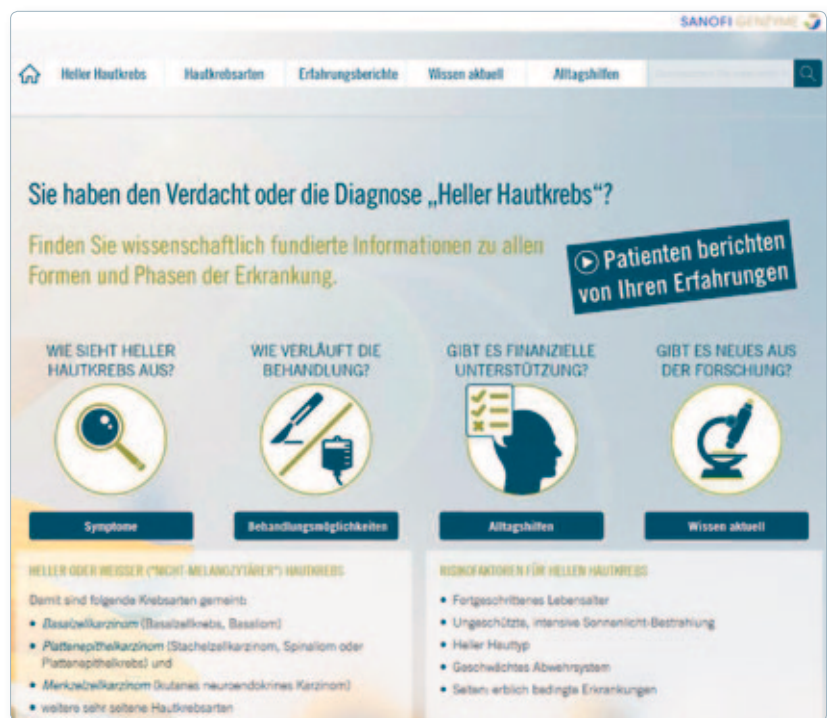 SANOFI GENZYME
Heller Hautkrebs Hautkrebsarten Erfahrungsberichte Wissen aktuell Alltagshilfen
Sie haben den Verdacht oder die Diagnose „Heller Hautkrebs“?
Finden Sie wissenschaftlich fundierte Informationen zu allen
Formen und Phasen der Erkrankung.
Patienten berichten
von Ihren Erfahrungen
WIE SIEHT HELLER
HAUTKREBS AUS?
Symptome
WIE VERLÄUFT DIE
BEHANDLUNG?
Behandlungsmöglichkeiten
GIBT ES FINANZIELLE
UNTERSTÜTZUNG?
Alltagshilfen
GIBT ES NEUES AUS
DER FORSCHUNG?
Wissen aktuell
HELLER ODER WEISSER ("NICHT-MELANOZYTÄRER") HAUTKREBS
Damit sind folgende Krebsarten gemeint:
• Basalzellkarzinom (Basalzellkrebs, Basaliom)
• Plattenepithelkarzinom (Stachelzellkarzinom, Spinaliom oder
Plattenepithelkrebs) und
• Merkelzellkarzinom (kutanes neuroendokrines Karzinom)
• weitere sehr seltene Hautkrebsarten
RISIKOFAKTOREN FÜR HELLEN HAUTKREBS
• Fortgeschrittenes Lebensalter
• Ungeschützte, intensive Sonnenlicht-Bestrahlung
• Heller Hauttyp
• Geschwächtes Abwehrsystem
• Selten: erblich bedingte Erkrankungen